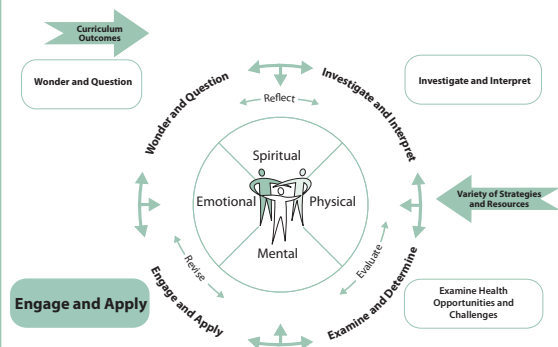 Curriculum
Outcomes
Wonder and Question
Investigate and Interpret
Wonder and Question
Investigate and Interpret
Reflect
Spiritual
Emotional
Physical
Mental
Variety of Strategies
and Resources
Revise
Evaluate
Engage and Apply
Engage and Apply
Examine and Determine
Examine Health
Opportunities and
Challenges